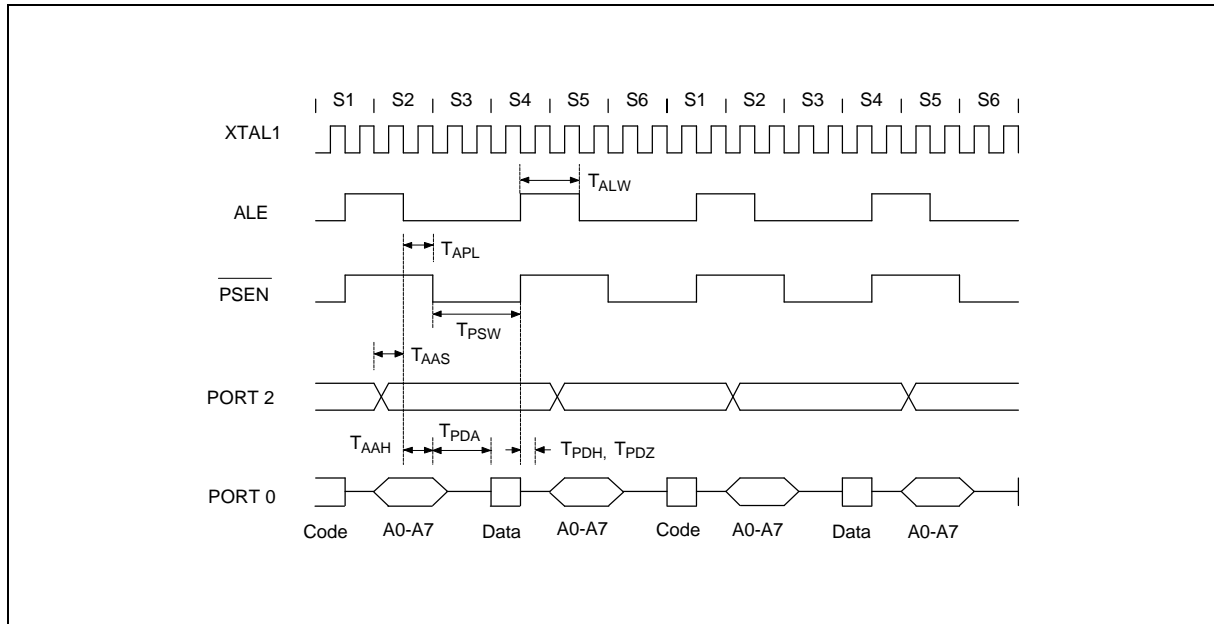 S1 S2 S3 S4 S5 S6 S1 S2 S3 S4 S5 S6
XTAL1
TALW
ALE
TAPL
PSEN
TPSW
TAAS
PORT 2
TAAH TPDA TPDH, TPDZ
PORT 0
Code A0-A7 Data A0-A7 Code A0-A7 Data A0-A7